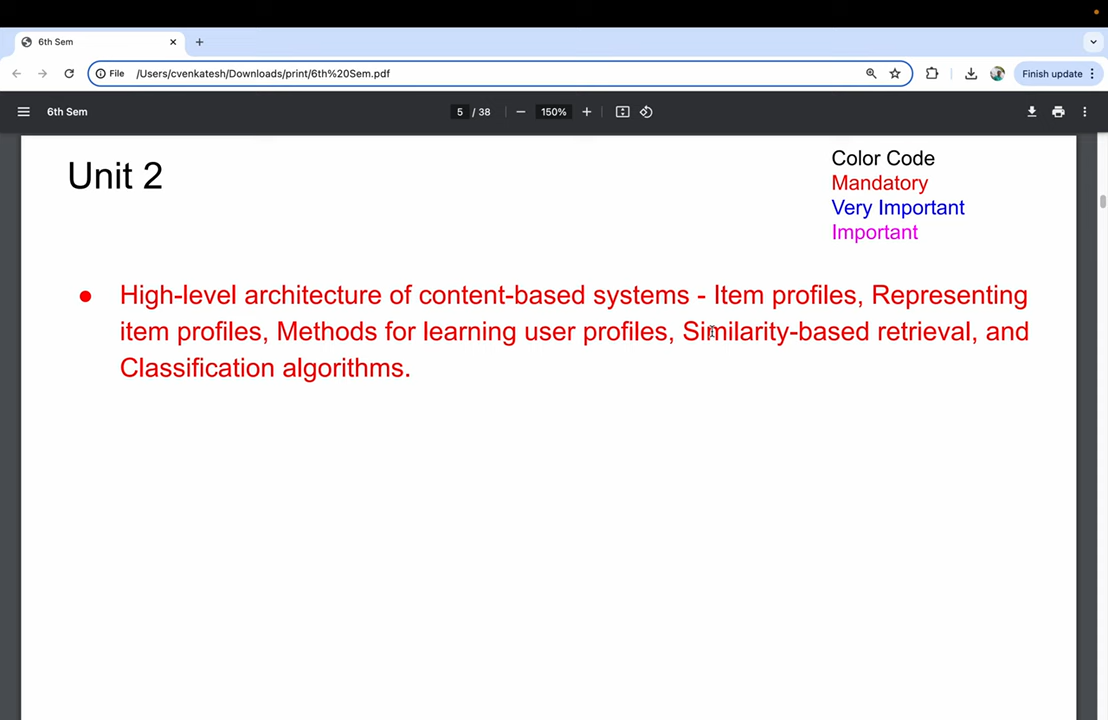 6th Sem
File
/Users/cvenkatesh/Downloads/print/6th%20Sem.pdf
Finish update
6th Sem
5 / 38
150%
Unit 2
Color Code
Mandatory
Very Important
Important
● High-level architecture of content-based systems - Item profiles, Representing
item profiles, Methods for learning user profiles, Similarity-based retrieval, and
Classification algorithms.